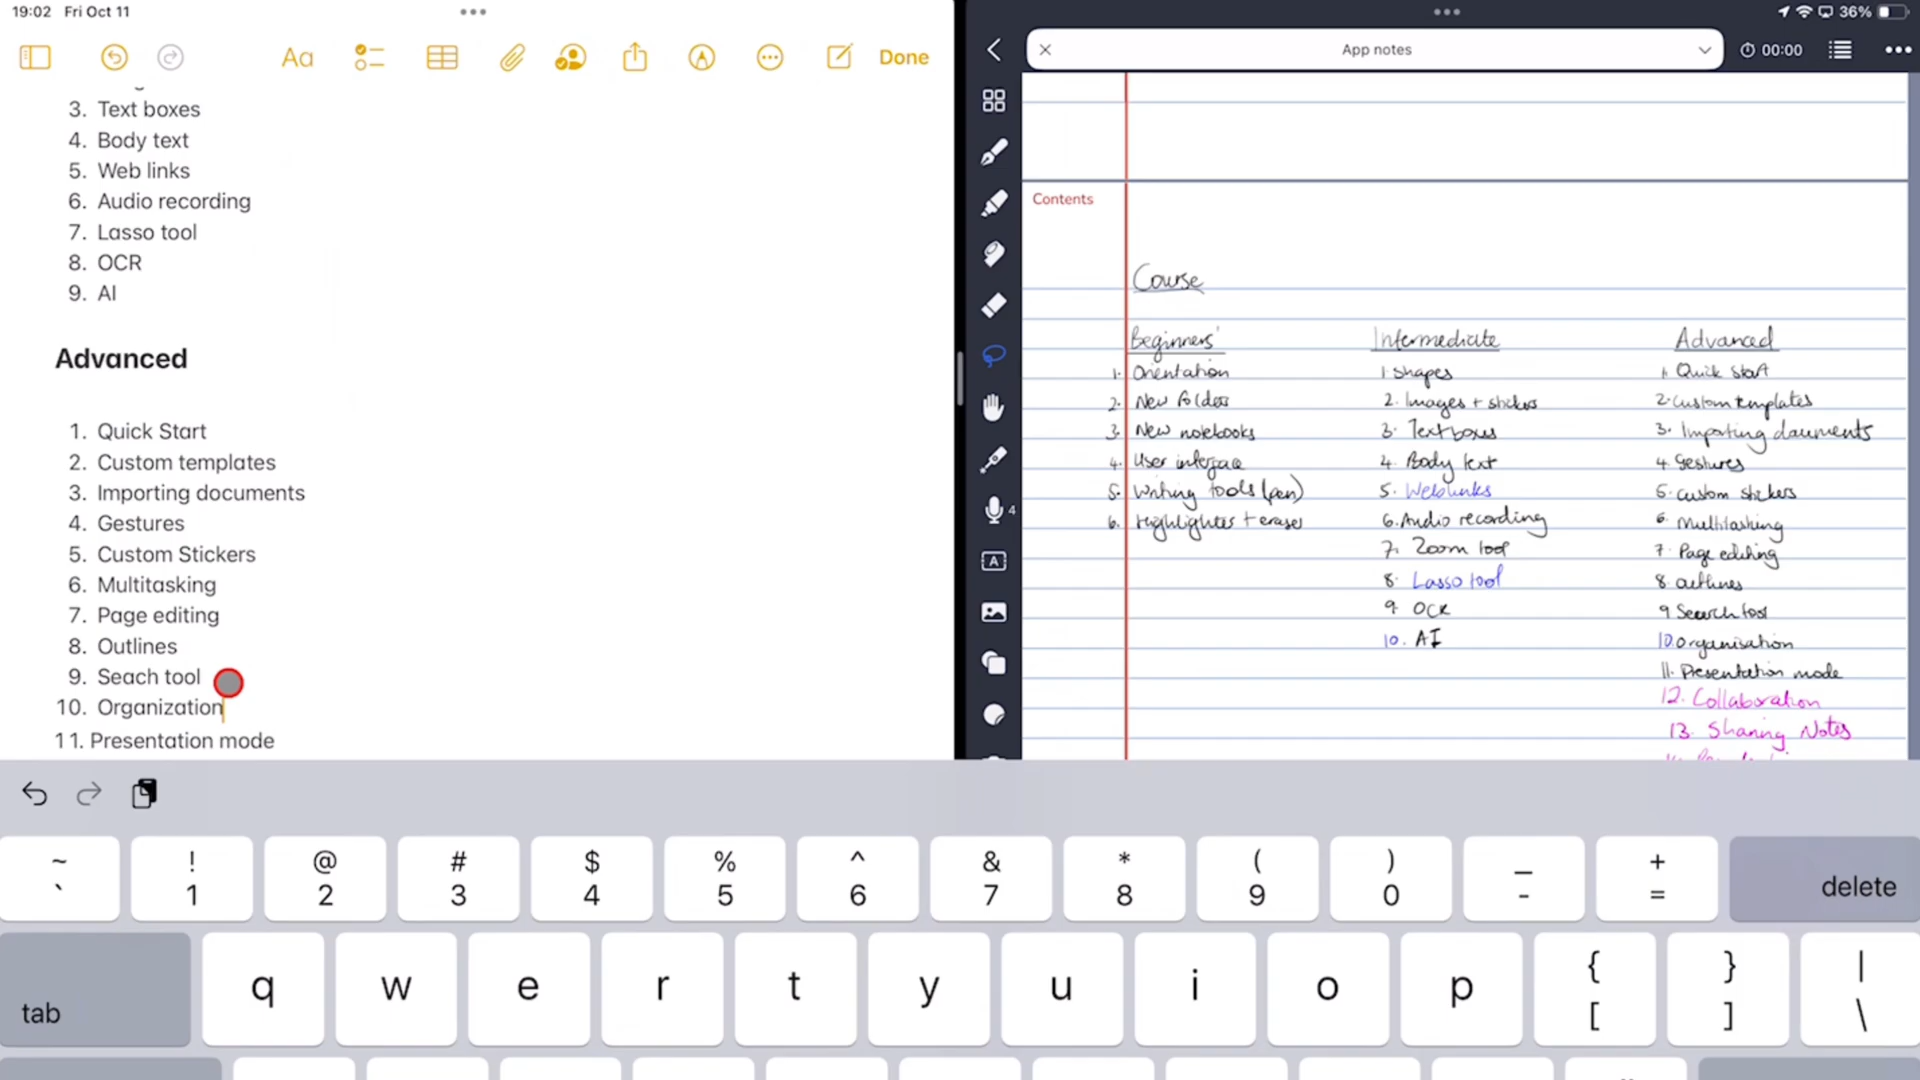 19:02 Fri Oct 11
36%
Aa
Done
3. Text boxes
4. Body text
5. Web links
6. Audio recording
7. Lasso tool
8. OCR
9. AI
Advanced
1. Quick Start
2. Custom templates
3. Importing documents
4. Gestures
5. Custom Stickers
6. Multitasking
7. Page editing
8. Outlines
9. Seach tool
10. Organization
11. Presentation mode
App notes
00:00
4
A
Contents
Course
Beginners'
1. Orientation
2. New folder
3. New notebooks
4. User interface
5. Writing tools (pen)
6. Highlighter + eraser
Intermediate
1. Shapes
2. Images + stickers
3. Text boxes
4. Body text
5. Weblinks
6. Audio recording
7. Zoom tool
8. Lasso tool
9. OCR
10. AI
Advanced
1. Quick start
2. Custom templates
3. Importing documents
4. Gestures
5. Custom stickers
6. Multitasking
7. Page editing
8. outlines
9 Search tool
10. Organisation
11. Presentation mode
12. Collaboration
13. Sharing Notes
~ ! @ # $ % ^ & * ( ) _ +
` 1 2 3 4 5 6 7 8 9 0 - = delete
tab q w e r t y u i o p { [ } ] | \